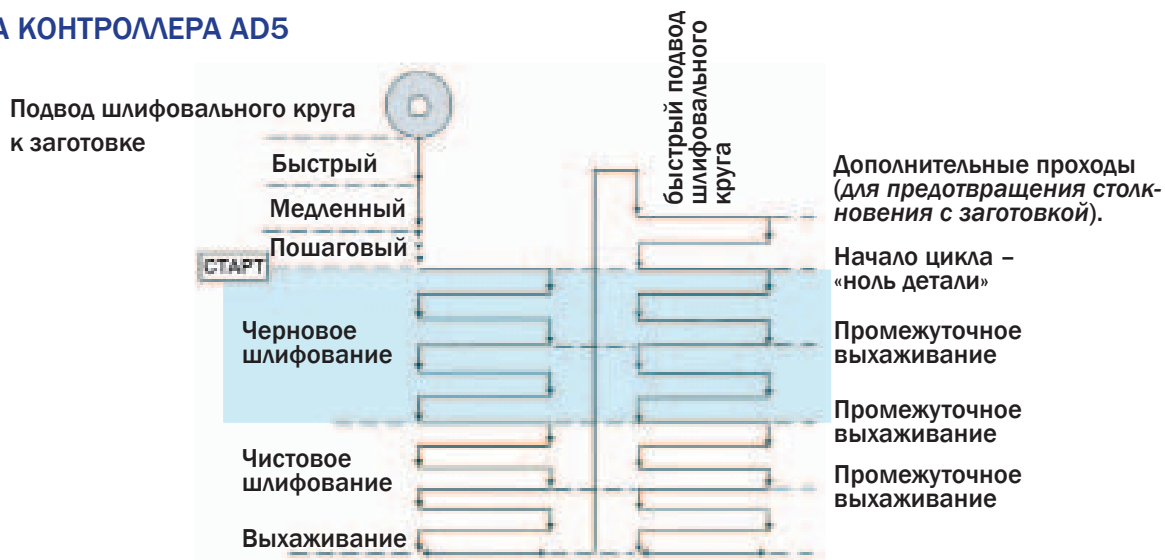 А КОНТРОЛЛЕРА AD5
Подвод шлифовального круга
к заготовке
Быстрый
Медленный
Пошаговый
СТАРТ
Черновое
шлифование
Чистовое
шлифование
Выхаживание
быстрый подвод
шлифовального
круга
Дополнительные проходы
(для предотвращения столк-
новения с заготовкой).
Начало цикла –
«ноль детали»
Промежуточное
выхаживание
Промежуточное
выхаживание
Промежуточное
выхаживание